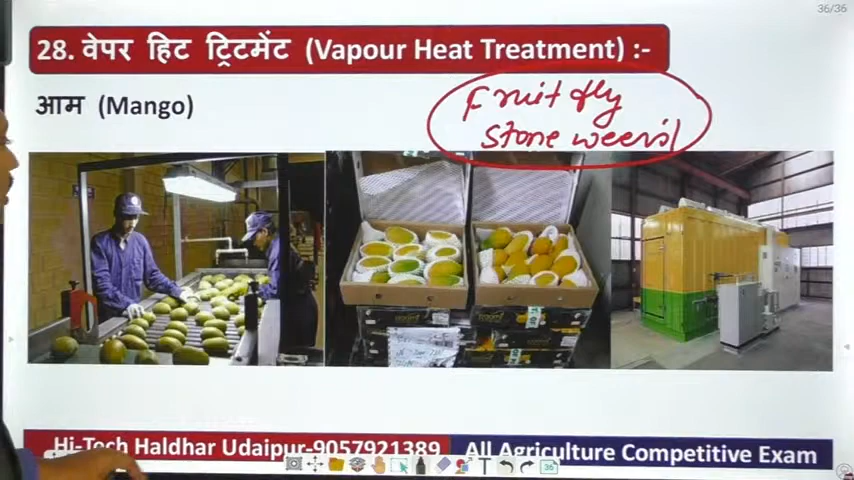 36/36
28. वेपर हिट ट्रिटमेंट (Vapour Heat Treatment) :-
आम (Mango)
Fruit fly
stone weevil
Hi-Tech Haldhar Udaipur-9057921389 All Agriculture Competitive Exam
36